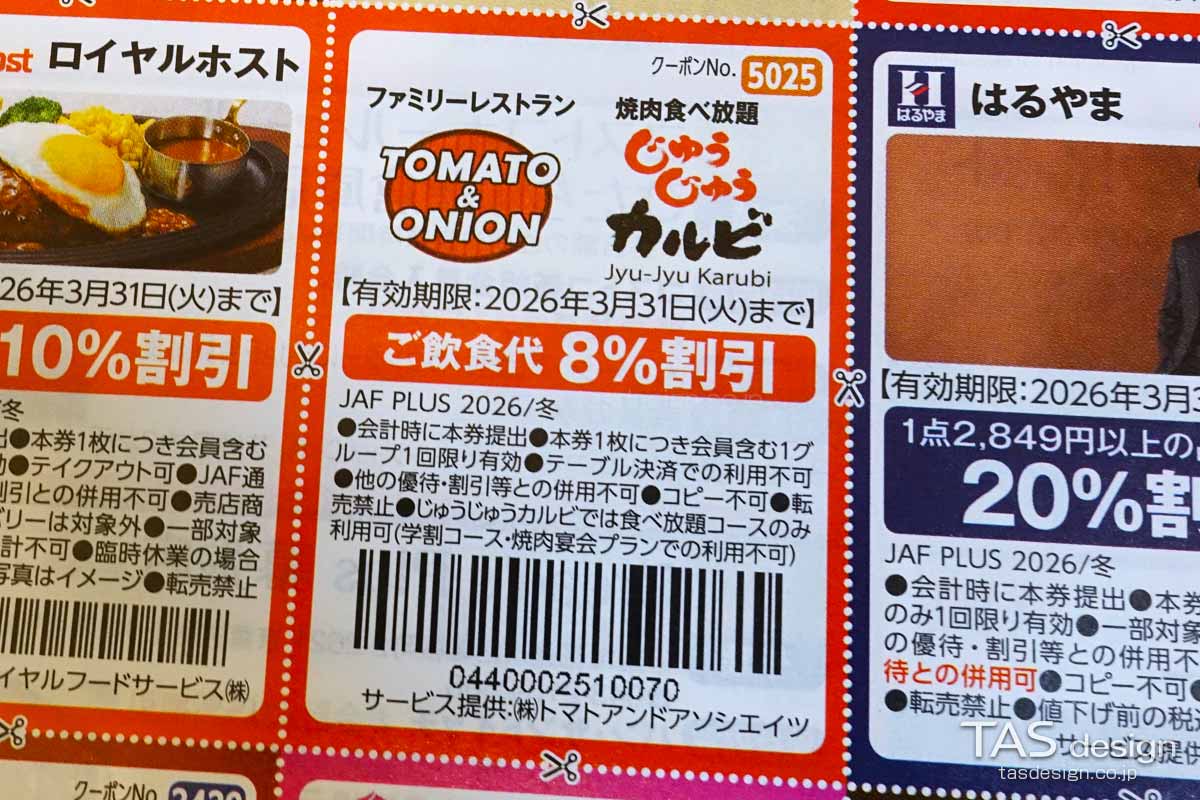 ost ロイヤルホスト
26年3月31日(火)まで】
10%割引
/冬
出●本券1枚につき会員含む
●テイクアウト可●JAF通
割引との併用不可●売店商
バリーは対象外●一部対象
計不可●臨時休業の場合
写真はイメージ●転売禁止
イヤルフードサービス㈱
クーポンNo.
クーポンNo. 5025
ファミリーレストラン
TOMATO
&
ONION
焼肉食べ放題
じゅう
じゅう
カルビ
Jyu-Jyu Karubi
【有効期限:2026年3月31日(火)まで】
ご飲食代 8%割引
JAF PLUS 2026/冬
●会計時に本券提出●本券1枚につき会員含む1グ
ループ1回限り有効●テーブル決済での利用不可
●他の優待・割引等との併用不可●コピー不可●転
売禁止●じゅうじゅうカルビでは食べ放題コースのみ
利用可(学割コース・焼肉宴会プランでの利用不可)
0440002510070
サービス提供:㈱トマトアンドアソシエイツ
はるやま
はるやま
【有効期限:2026年3月3
1点2,849円以上の
20%割
JAF PLUS 2026/冬
●会計時に本券提出●本券
のみ1回限り有効●一部対象
の優待・割引等との併用不
待との併用可●コピー不可
●転売禁止●値下げ前の税
サービス提供
TAS design
tasdesign.co.jp